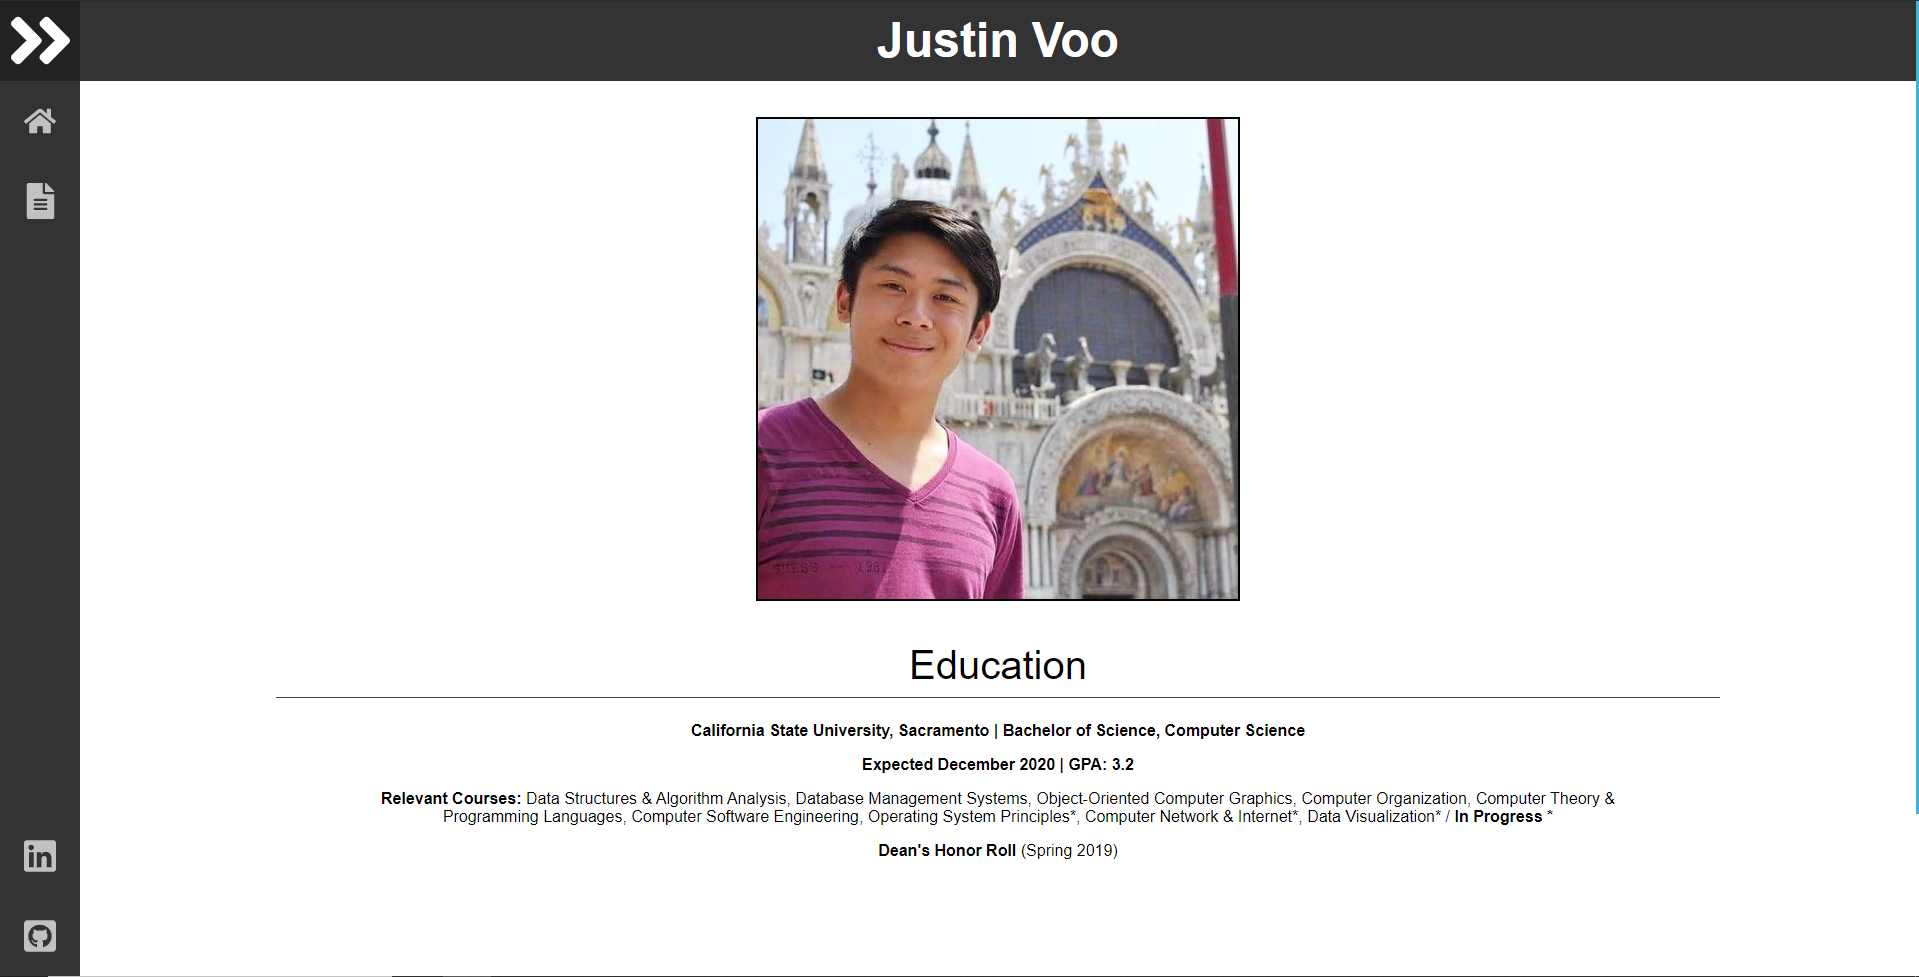 Justin Voo
GUESS -- 1981
Education
California State University, Sacramento | Bachelor of Science, Computer Science
Expected December 2020 | GPA: 3.2
Relevant Courses: Data Structures & Algorithm Analysis, Database Management Systems, Object-Oriented Computer Graphics, Computer Organization, Computer Theory &
Programming Languages, Computer Software Engineering, Operating System Principles*, Computer Network & Internet*, Data Visualization* / In Progress *
Dean's Honor Roll (Spring 2019)
in